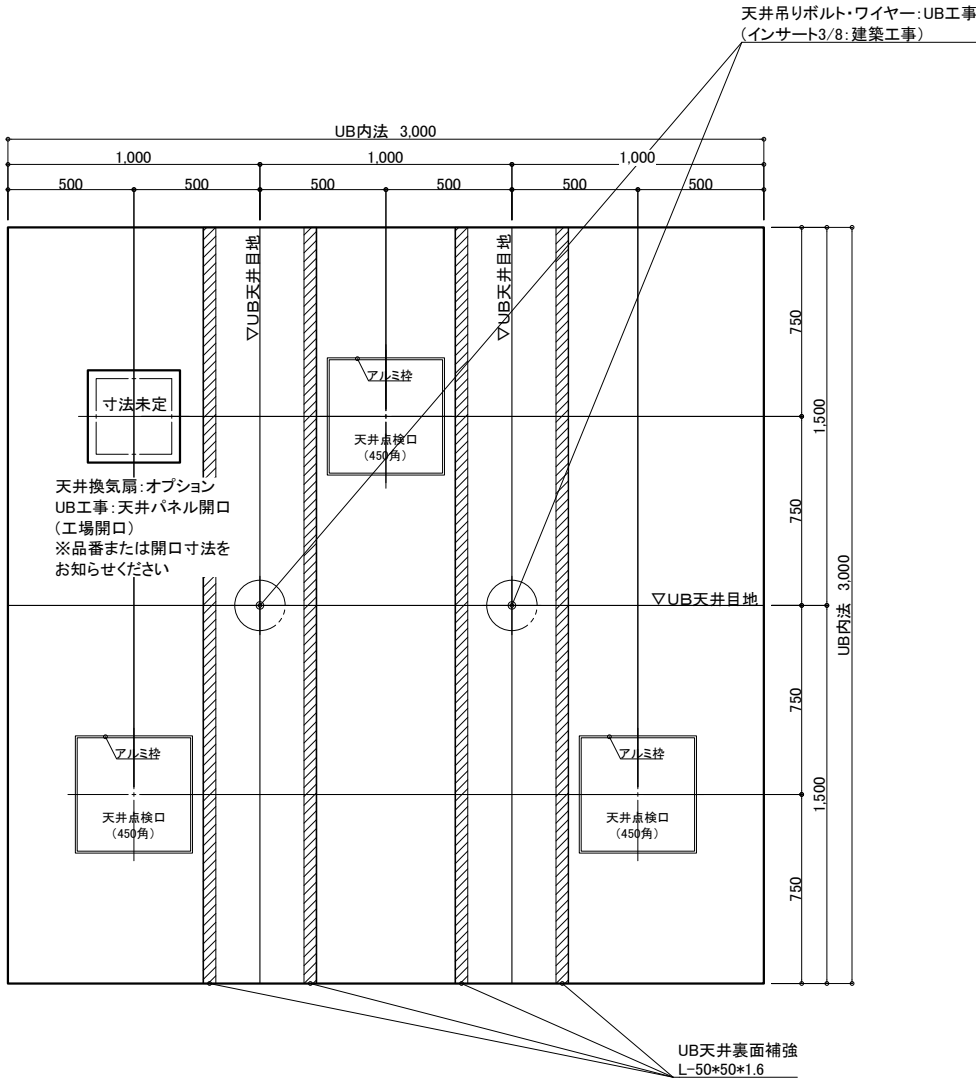 天井吊りボルト・ワイヤー：UB工事
（インサート3/8：建築工事）
UB内法 3,000
1,000
1,000
1,000
500
500
500
500
500
500
▽UB天井目地
▽UB天井目地
750
アルミ枠
寸法未定
1,500
天井点検口
（450角）
天井換気扇：オプション
UB工事：天井パネル開口
（工場開口）
※品番または開口寸法を
お知らせください
750
▽UB天井目地
UB内法 3,000
750
アルミ枠
アルミ枠
1,500
天井点検口
（450角）
天井点検口
（450角）
750
UB天井裏面補強
L-50*50*1.6